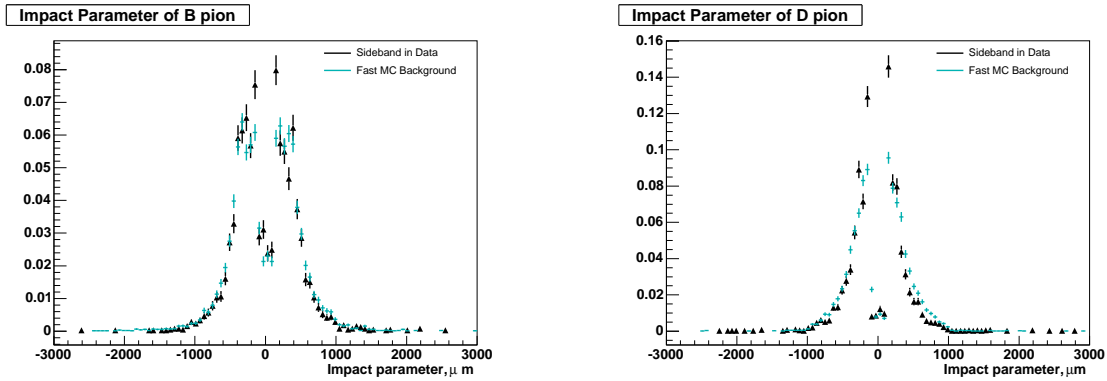 Impact Parameter of B pion
Sideband in Data
Fast MC Background
0.08
0.07
0.06
0.05
0.04
0.03
0.02
0.01
0
-3000 -2000 -1000 0 1000 2000 3000
Impact parameter, μ m
Impact Parameter of D pion
0.16
Sideband in Data
Fast MC Background
0.14
0.12
0.1
0.08
0.06
0.04
0.02
0
-3000 -2000 -1000 0 1000 2000 3000
Impact parameter, μm